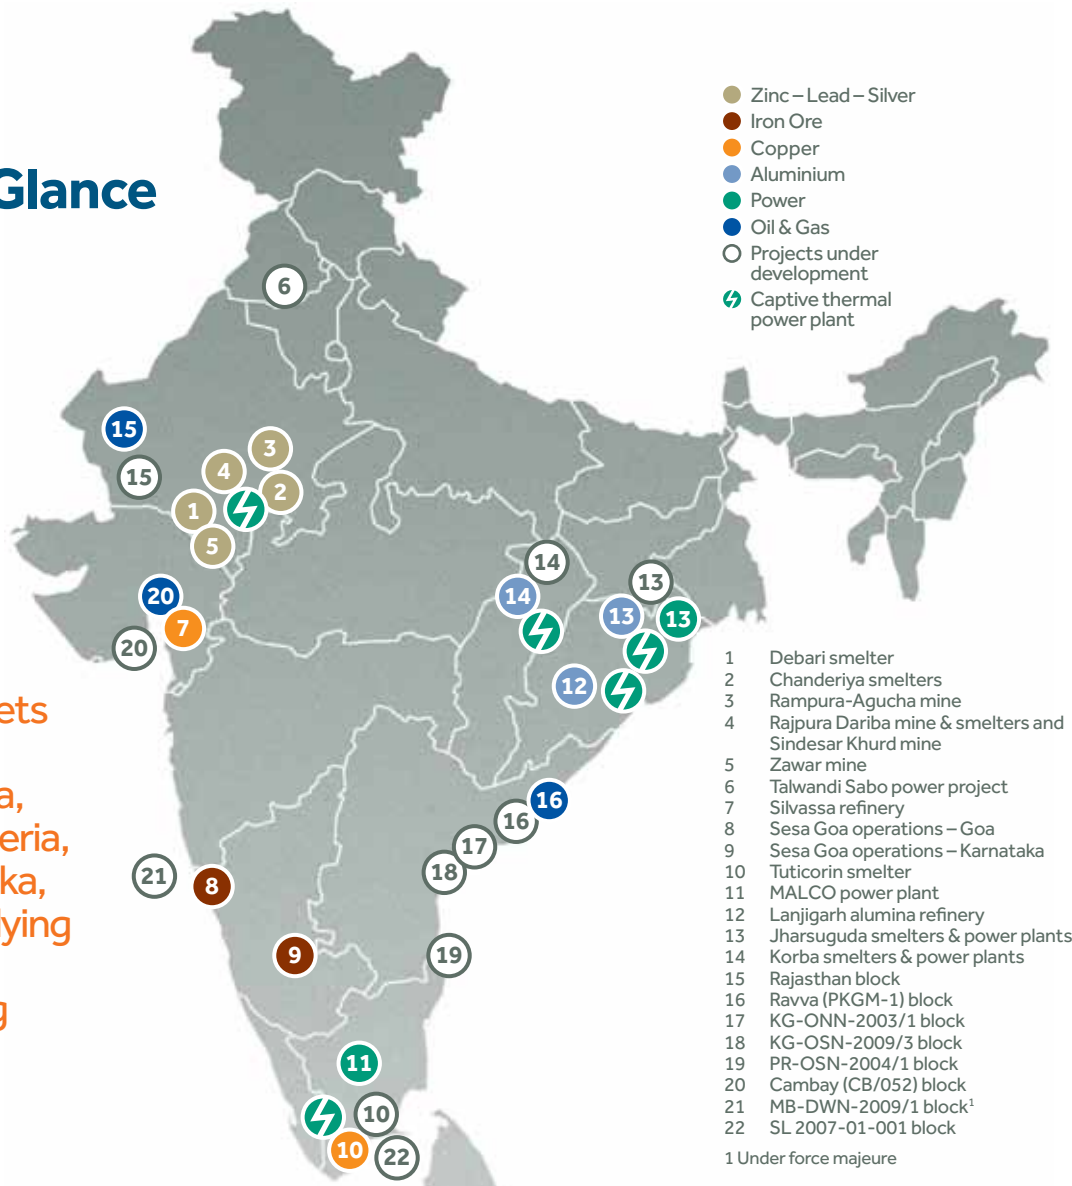 Glance
Zinc – Lead – Silver
Iron Ore
Copper
Aluminium
Power
Oil & Gas
Projects under
development
Captive thermal
power plant
6
15
3
4
15
2
1
5
14
13
20
14
13
13
7
20
12
16
16
17
21
18
8
9
19
11
10
10
22
ets
a,
eria,
ka,
lying
g
1 Debari smelter
2 Chanderiya smelters
3 Rampura-Agucha mine
4 Rajpura Dariba mine & smelters and
Sindesar Khurd mine
5 Zawar mine
6 Talwandi Sabo power project
7 Silvassa refinery
8 Sesa Goa operations – Goa
9 Sesa Goa operations – Karnataka
10 Tuticorin smelter
11 MALCO power plant
12 Lanjigarh alumina refinery
13 Jharsuguda smelters & power plants
14 Korba smelters & power plants
15 Rajasthan block
16 Ravva (PKGM-1) block
17 KG-ONN-2003/1 block
18 KG-OSN-2009/3 block
19 PR-OSN-2004/1 block
20 Cambay (CB/052) block
21 MB-DWN-2009/1 block1
22 SL 2007-01-001 block
1 Under force majeure